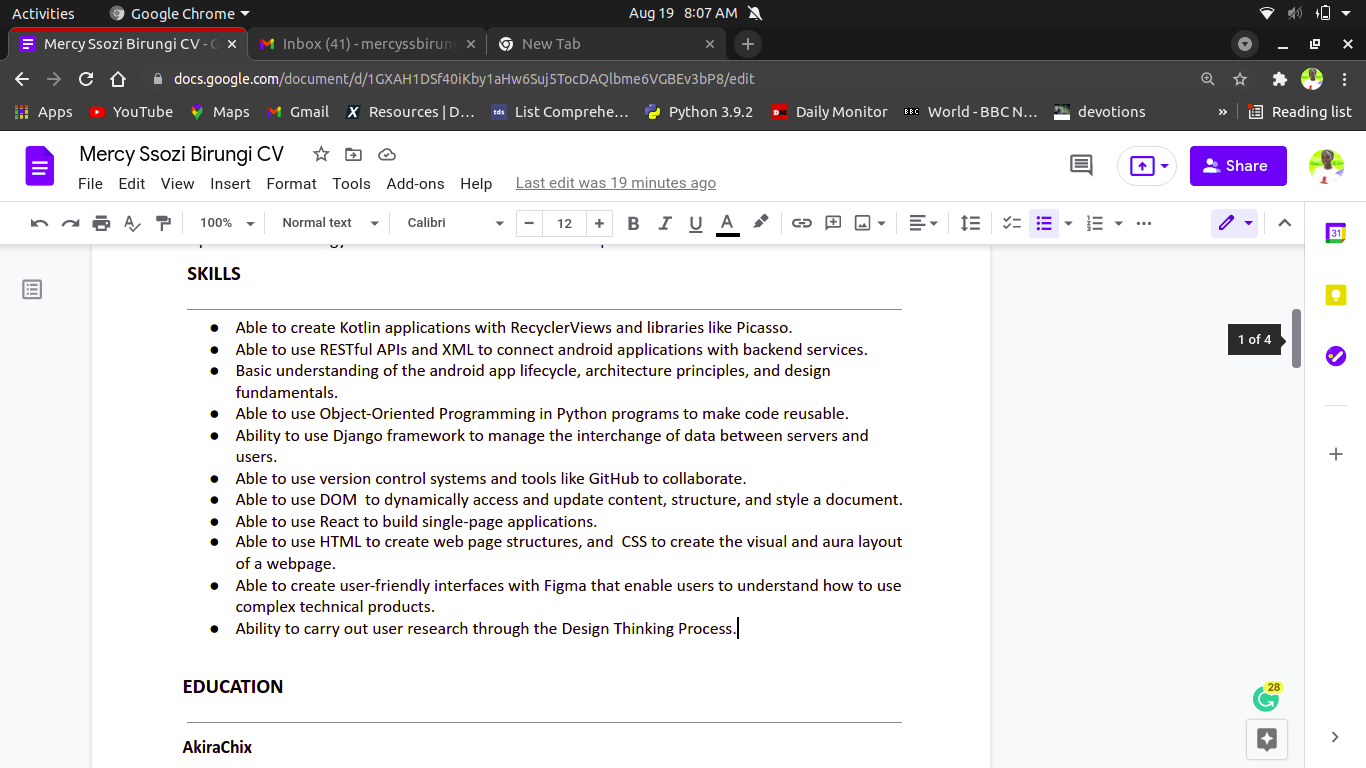 Activities Google Chrome Aug 19 8:07 AM
Mercy Ssozi Birungi CV - G Inbox (41) - mercyssbirung New Tab
docs.google.com/document/d/1GXAH1DSf40iKby1aHw6Suj5TocDAQlbme6VGBEv3bP8/edit
Apps YouTube Maps M Gmail X Resources | D... tds List Comprehe... Python 3.9.2 Daily Monitor BBC World - BBC N... devotions » Reading list
Mercy Ssozi Birungi CV
Share
File Edit View Insert Format Tools Add-ons Help Last edit was 19 minutes ago
100% Normal text Calibri − 12 + B I U A
31
SKILLS
● Able to create Kotlin applications with RecyclerViews and libraries like Picasso.
● Able to use RESTful APIs and XML to connect android applications with backend services.
1 of 4
● Basic understanding of the android app lifecycle, architecture principles, and design
fundamentals.
● Able to use Object-Oriented Programming in Python programs to make code reusable.
● Ability to use Django framework to manage the interchange of data between servers and
users.
● Able to use version control systems and tools like GitHub to collaborate.
● Able to use DOM  to dynamically access and update content, structure, and style a document.
● Able to use React to build single-page applications.
● Able to use HTML to create web page structures, and  CSS to create the visual and aura layout
of a webpage.
● Able to create user-friendly interfaces with Figma that enable users to understand how to use
complex technical products.
● Ability to carry out user research through the Design Thinking Process.
EDUCATION
28
AkiraChix